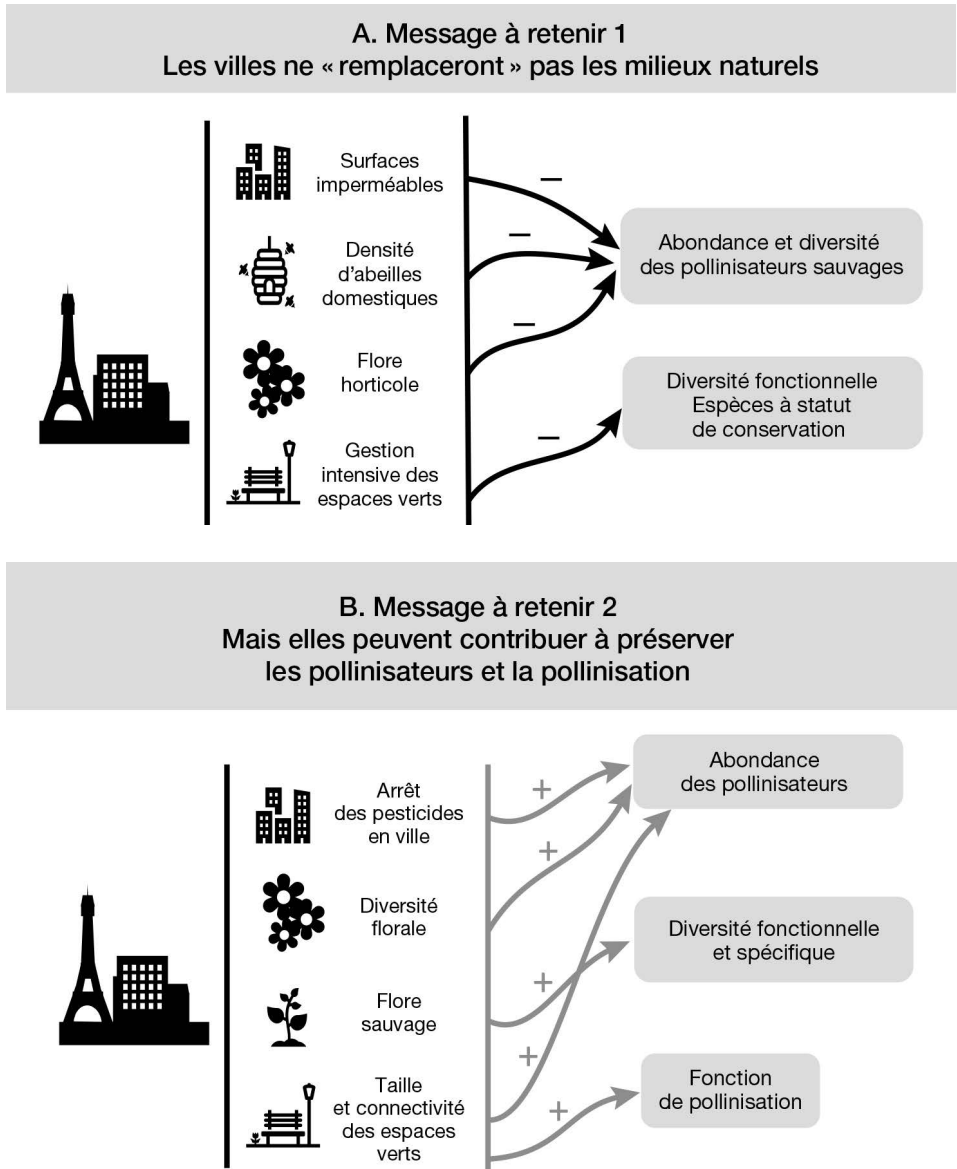 A. Message à retenir 1
Les villes ne « remplaceront » pas les milieux naturels
Surfaces
imperméables
Densité
d'abeilles
domestiques
Flore
horticole
Gestion
intensive des
espaces verts
–
–
–
–
Abondance et diversité
des pollinisateurs sauvages
Diversité fonctionnelle
Espèces à statut
de conservation
B. Message à retenir 2
Mais elles peuvent contribuer à préserver
les pollinisateurs et la pollinisation
Arrêt
des pesticides
en ville
Diversité
florale
Flore
sauvage
Taille
et connectivité
des espaces
verts
+
+
+
+
+
Abondance
des pollinisateurs
Diversité fonctionnelle
et spécifique
Fonction
de pollinisation